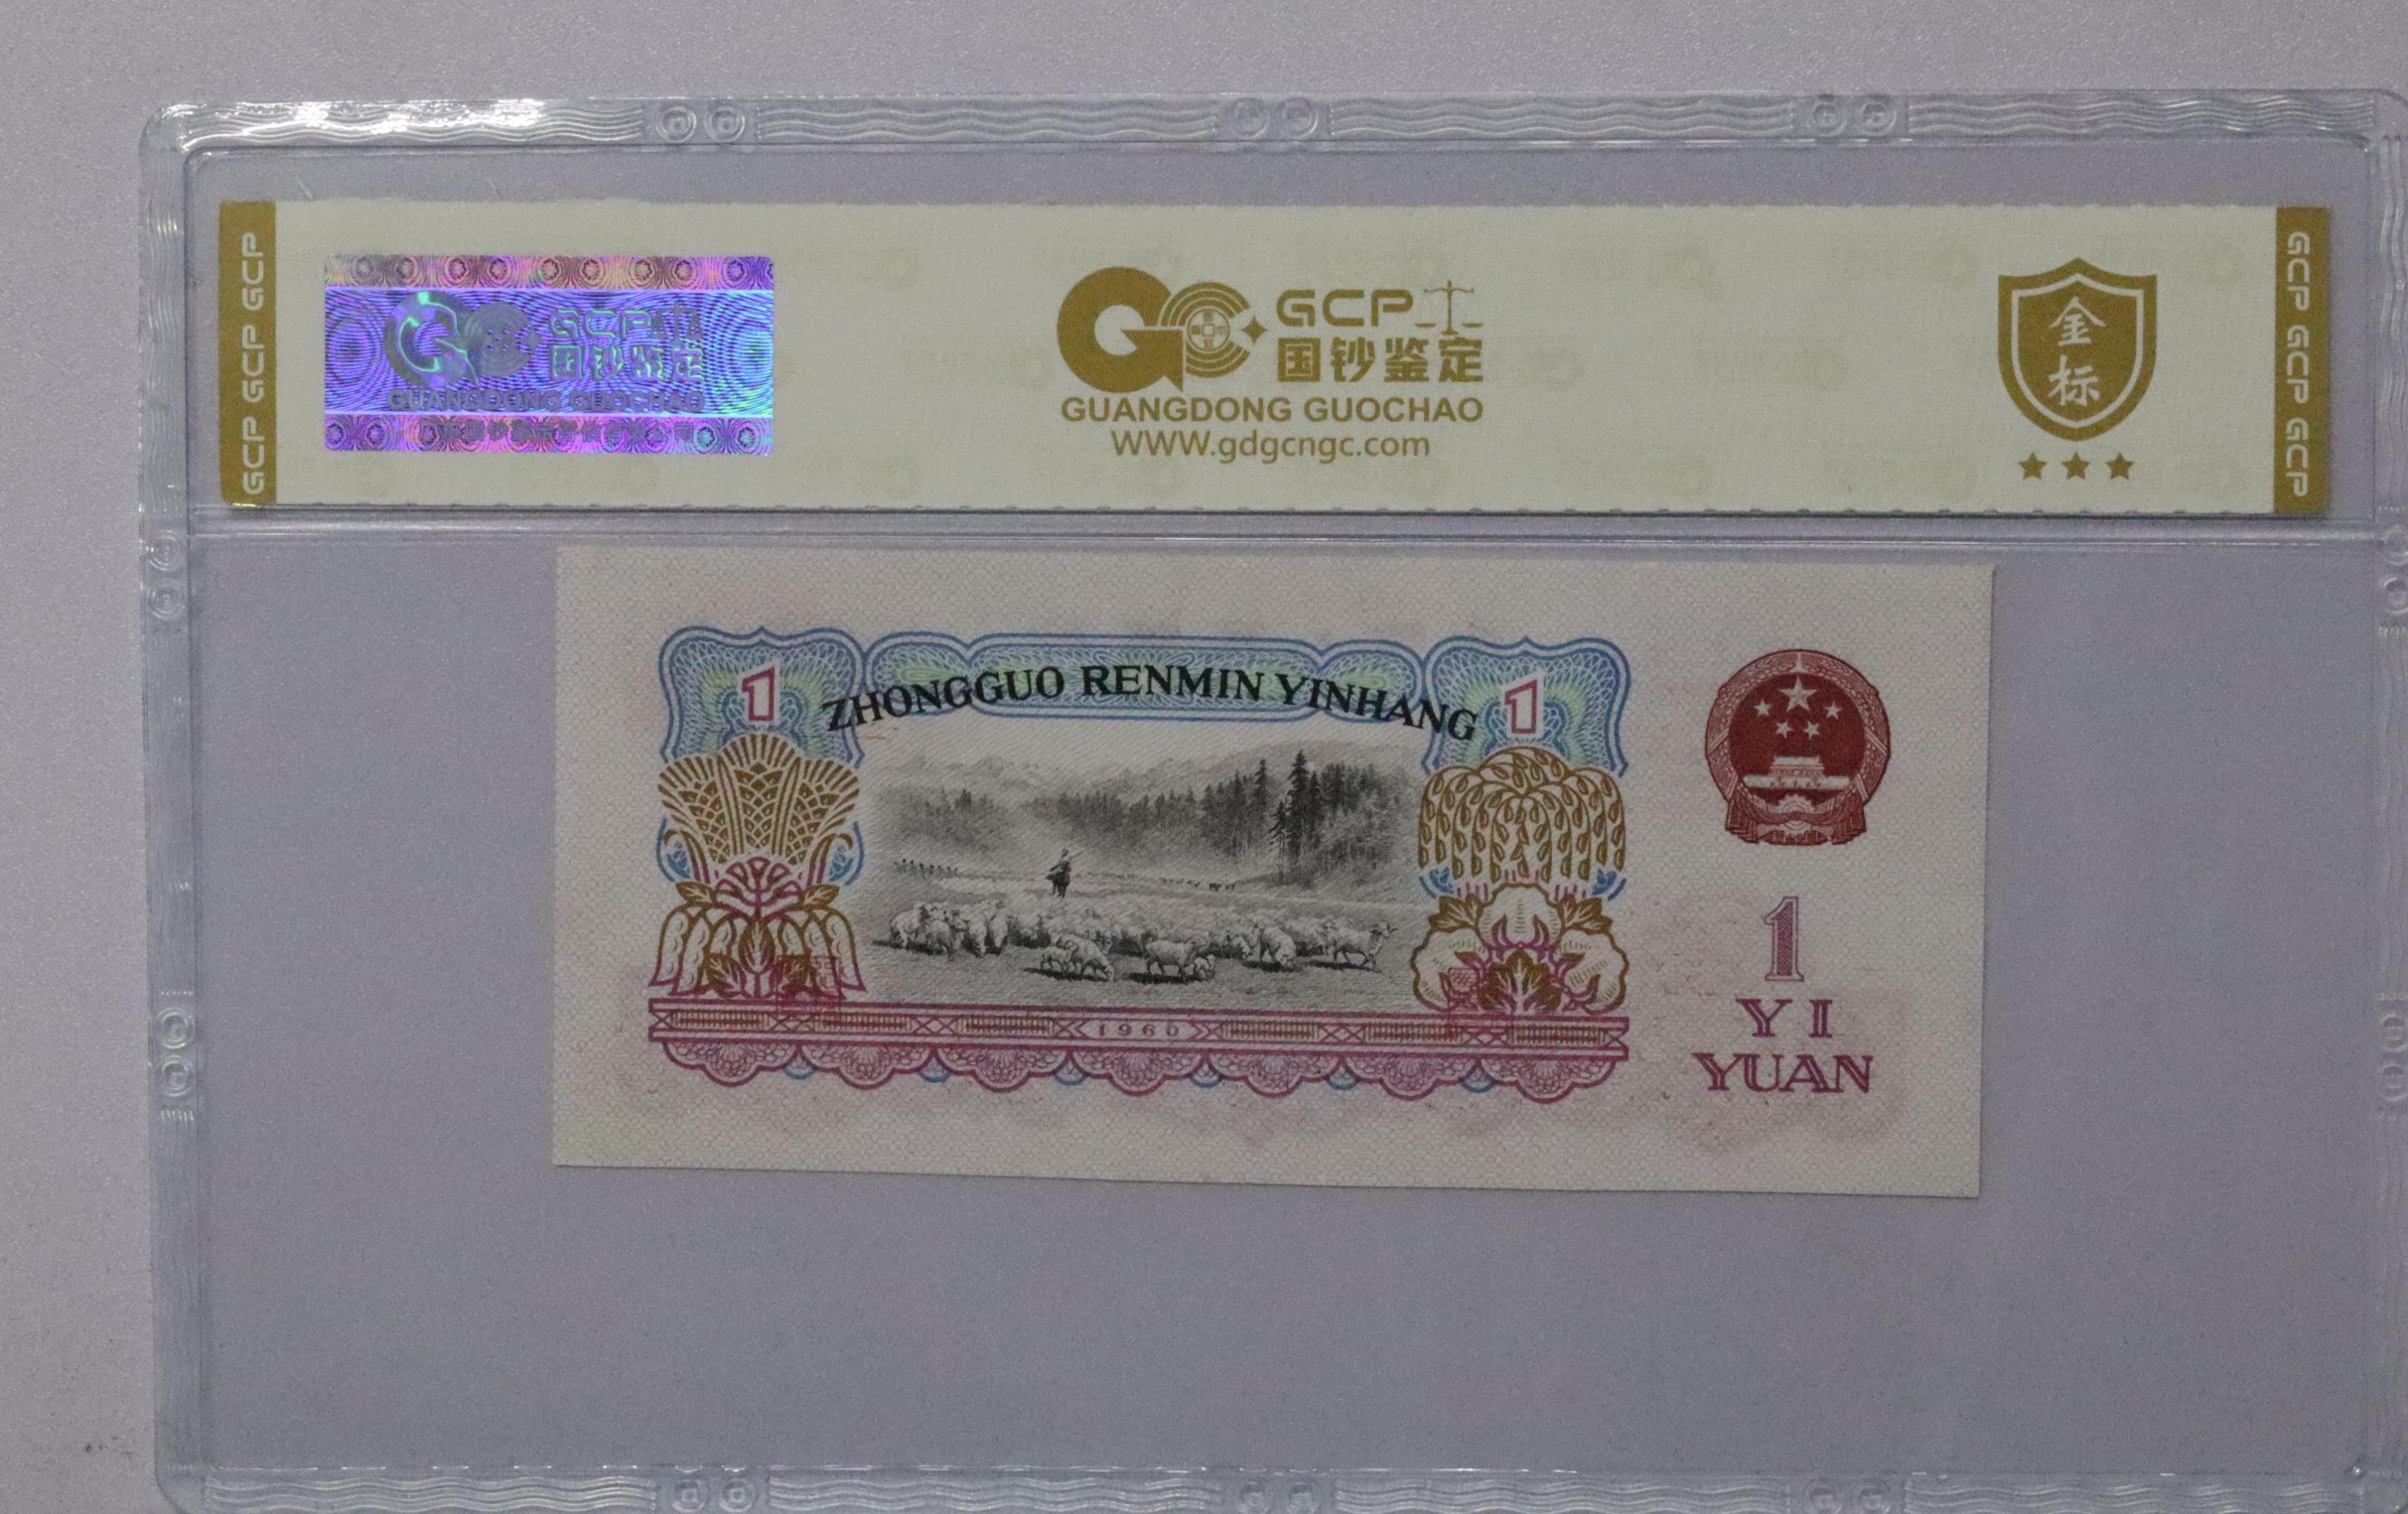 GCP GCP GCP
GCP
国钞鉴定
GUANGDONG GUOCHAO
GCP
国钞鉴定
GUANGDONG GUOCHAO
WWW.gdgcngc.com
金
标
GCP GCP GCP
1
ZHONGGUO RENMIN YINHANG
1
1960
1
YI
YUAN